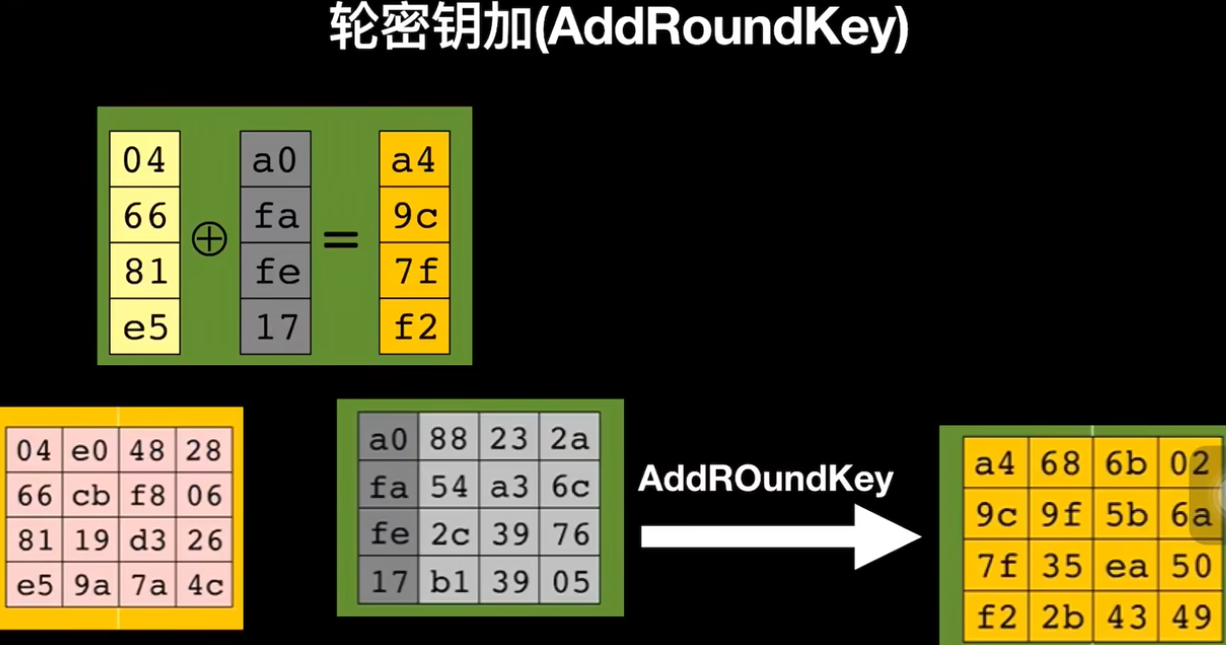 轮密钥加(AddRoundKey)
04 a0 a4
66 fa 9c
⊕ =
81 fe 7f
e5 17 f2
04 e0 48 28
66 cb f8 06
81 19 d3 26
e5 9a 7a 4c
a0 88 23 2a
fa 54 a3 6c
fe 2c 39 76
17 b1 39 05
AddROundKey
a4 68 6b 02
9c 9f 5b 6a
7f 35 ea 50
f2 2b 43 49